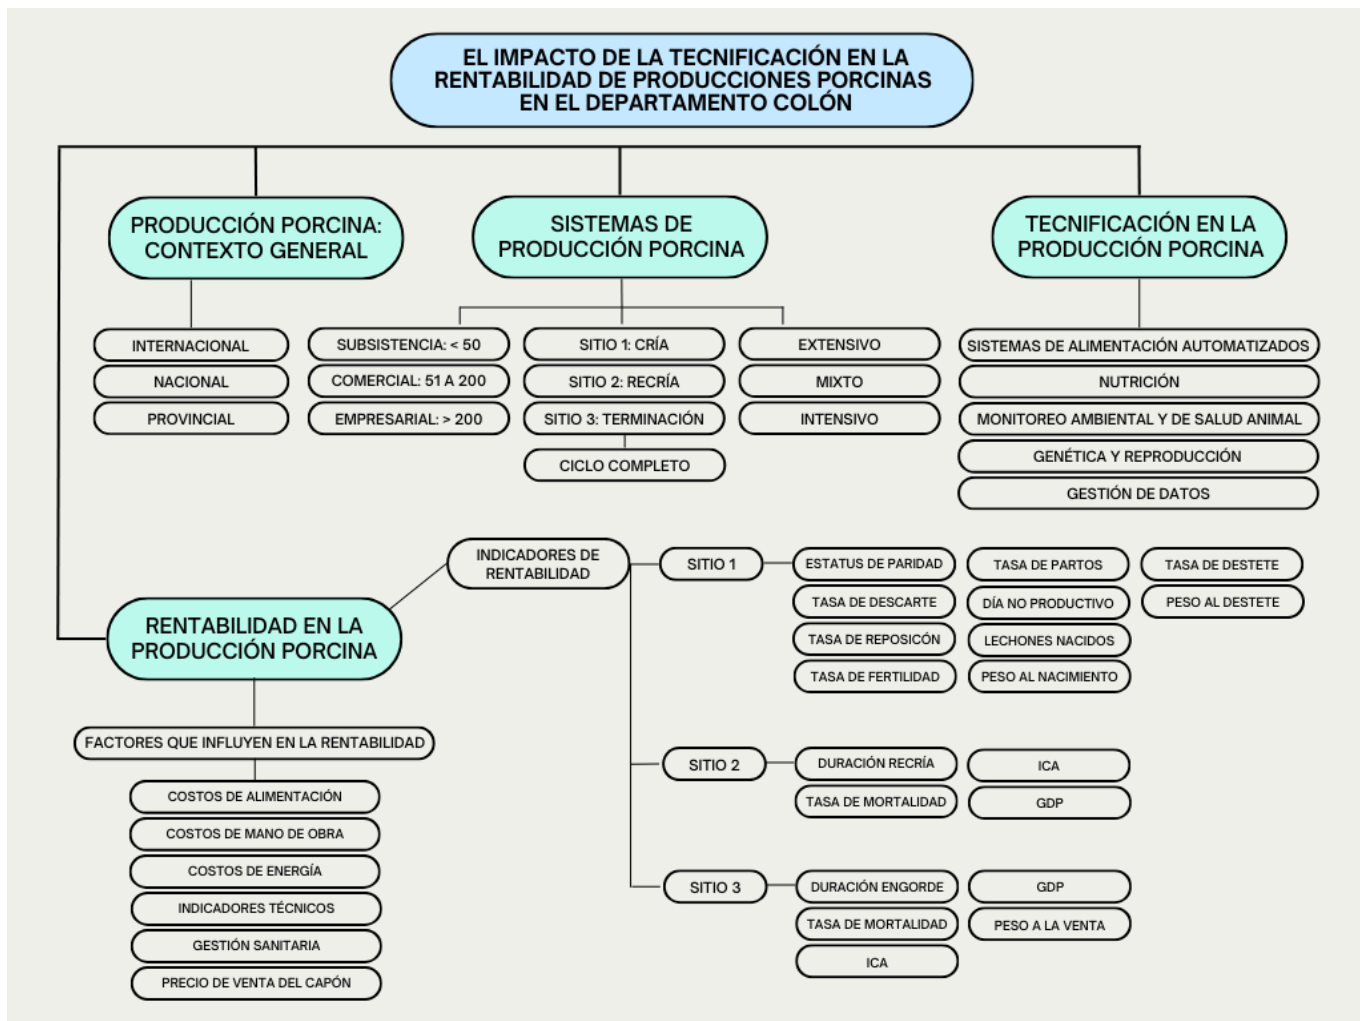 EL IMPACTO DE LA TECNIFICACIÓN EN LA
RENTABILIDAD DE PRODUCCIONES PORCINAS
EN EL DEPARTAMENTO COLÓN
PRODUCCIÓN PORCINA:
CONTEXTO GENERAL
INTERNACIONAL
NACIONAL
PROVINCIAL
SISTEMAS DE
PRODUCCIÓN PORCINA
SUBSISTENCIA: < 50
COMERCIAL: 51 A 200
EMPRESARIAL: > 200
SITIO 1: CRÍA
SITIO 2: RECRÍA
SITIO 3: TERMINACIÓN
CICLO COMPLETO
EXTENSIVO
MIXTO
INTENSIVO
TECNIFICACIÓN EN LA
PRODUCCIÓN PORCINA
SISTEMAS DE ALIMENTACIÓN AUTOMATIZADOS
NUTRICIÓN
MONITOREO AMBIENTAL Y DE SALUD ANIMAL
GENÉTICA Y REPRODUCCIÓN
GESTIÓN DE DATOS
RENTABILIDAD EN LA
PRODUCCIÓN PORCINA
FACTORES QUE INFLUYEN EN LA RENTABILIDAD
COSTOS DE ALIMENTACIÓN
COSTOS DE MANO DE OBRA
COSTOS DE ENERGÍA
INDICADORES TÉCNICOS
GESTIÓN SANITARIA
PRECIO DE VENTA DEL CAPÓN
INDICADORES DE
RENTABILIDAD
SITIO 1
ESTATUS DE PARIDAD
TASA DE DESCARTE
TASA DE REPOSICÓN
TASA DE FERTILIDAD
TASA DE PARTOS
DÍA NO PRODUCTIVO
LECHONES NACIDOS
PESO AL NACIMIENTO
TASA DE DESTETE
PESO AL DESTETE
SITIO 2
DURACIÓN RECRÍA
TASA DE MORTALIDAD
ICA
GDP
SITIO 3
DURACIÓN ENGORDE
TASA DE MORTALIDAD
ICA
GDP
PESO A LA VENTA